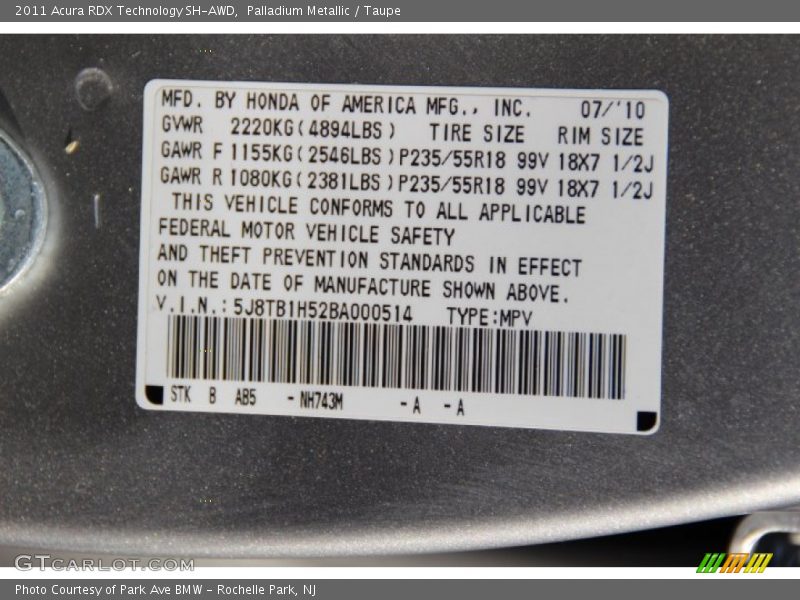 2011 Acura RDX Technology SH-AWD, Palladium Metallic / Taupe
MFD. BY HONDA OF AMERICA MFG., INC. 07/'10
GVWR 2220KG(4894LBS) TIRE SIZE RIM SIZE
GAWR F 1155KG(2546LBS)P235/55R18 99V 18X7 1/2J
GAWR R 1080KG(2381LBS)P235/55R18 99V 18X7 1/2J
THIS VEHICLE CONFORMS TO ALL APPLICABLE
FEDERAL MOTOR VEHICLE SAFETY
AND THEFT PREVENTION STANDARDS IN EFFECT
ON THE DATE OF MANUFACTURE SHOWN ABOVE.
V.I.N.:5J8TB1H52BA000514 TYPE:MPV
STK B AB5 -NH743M -A -A
GTCARLOT.COM
Photo Courtesy of Park Ave BMW - Rochelle Park, NJ